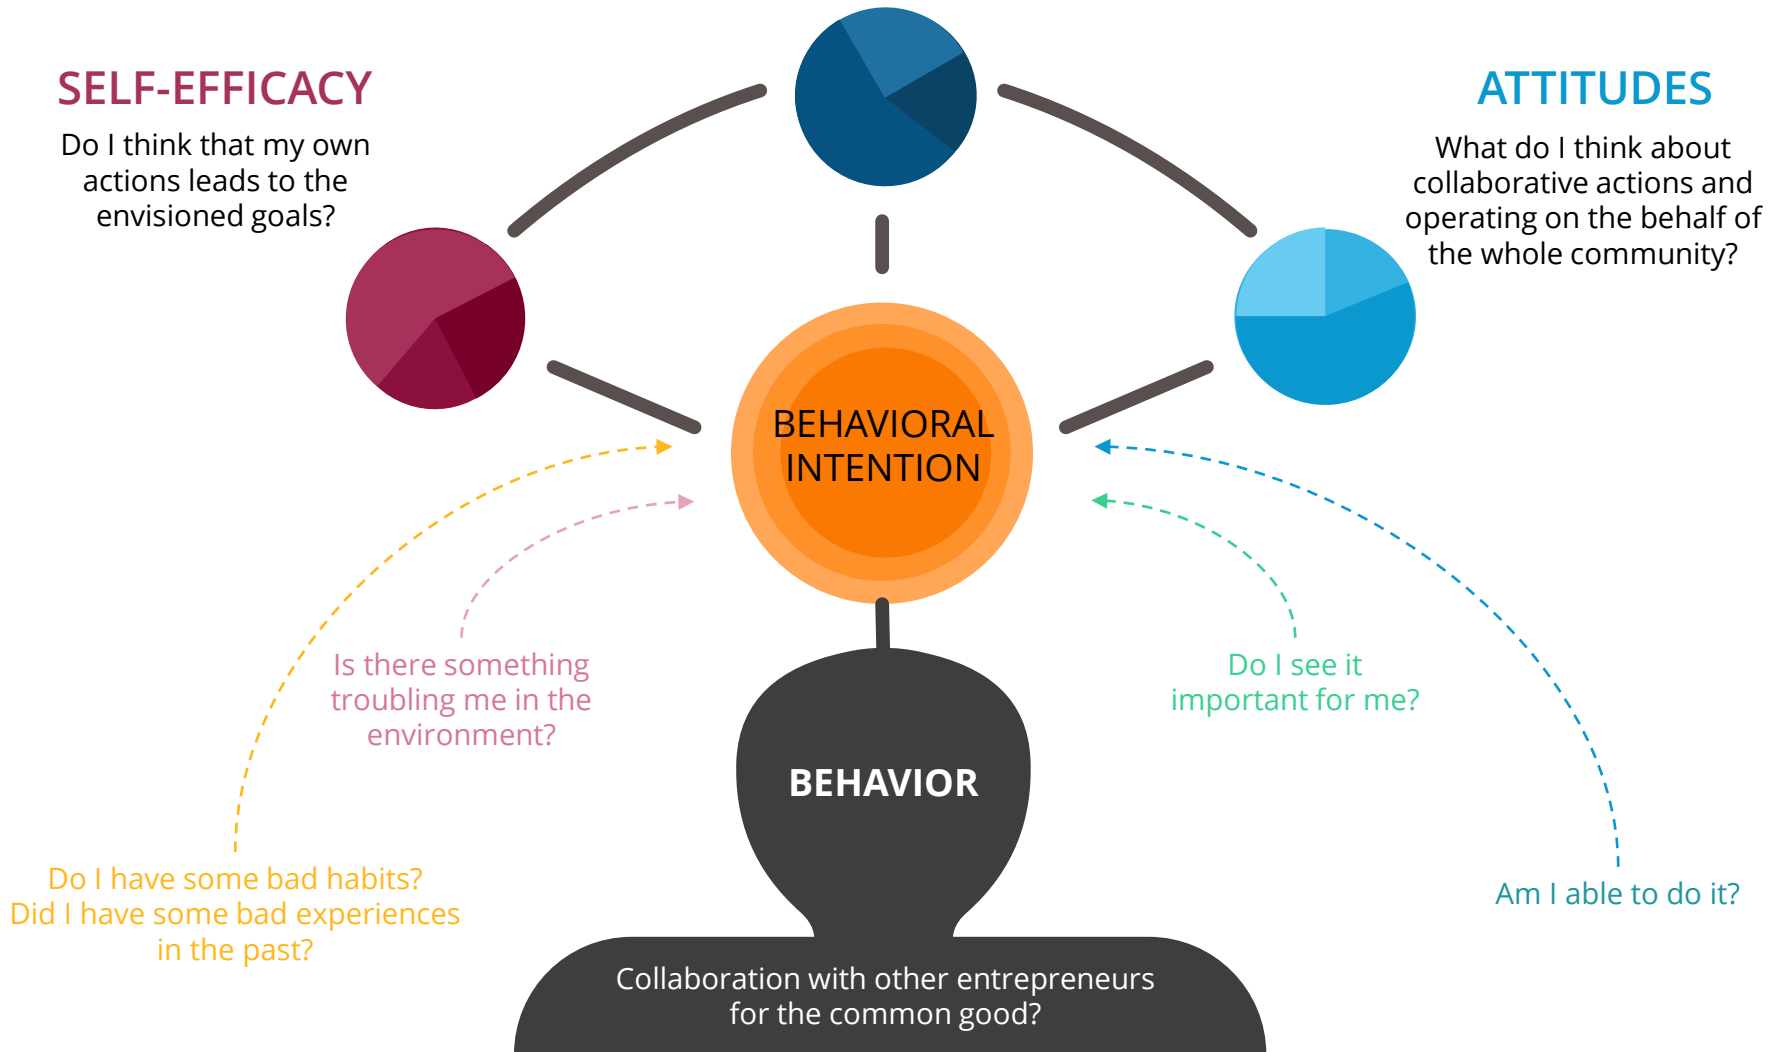 SELF-EFFICACY
Do I think that my own
actions leads to the
envisioned goals?
ATTITUDES
What do I think about
collaborative actions and
operating on the behalf of
the whole community?
BEHAVIORAL
INTENTION
Is there something
troubling me in the
environment?
Do I see it
important for me?
BEHAVIOR
Do I have some bad habits?
Did I have some bad experiences
in the past?
Am I able to do it?
Collaboration with other entrepreneurs
for the common good?